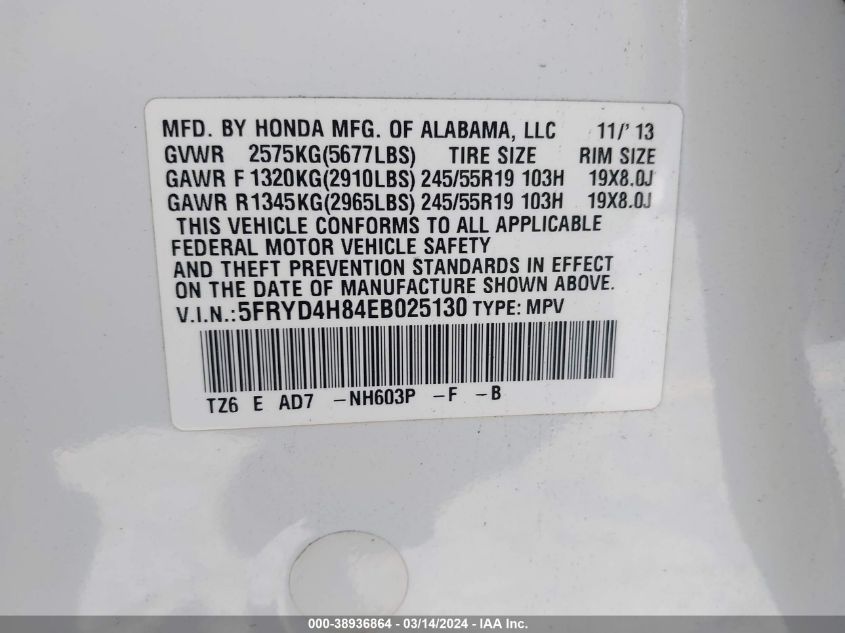 MFD. BY HONDA MFG. OF ALABAMA, LLC 11/' 13
GVWR 2575KG(5677LBS) TIRE SIZE RIM SIZE
GAWR F 1320KG(2910LBS) 245/55R19 103H 19X8.0J
GAWR R1345KG(2965LBS) 245/55R19 103H 19X8.0J
THIS VEHICLE CONFORMS TO ALL APPLICABLE
FEDERAL MOTOR VEHICLE SAFETY
AND THEFT PREVENTION STANDARDS IN EFFECT
ON THE DATE OF MANUFACTURE SHOWN ABOVE.
V.I.N.:5FRYD4H84EB025130 TYPE: MPV
TZ6 E AD7 -NH603P -F -B
000-38936864 - 03/14/2024 - IAA Inc.